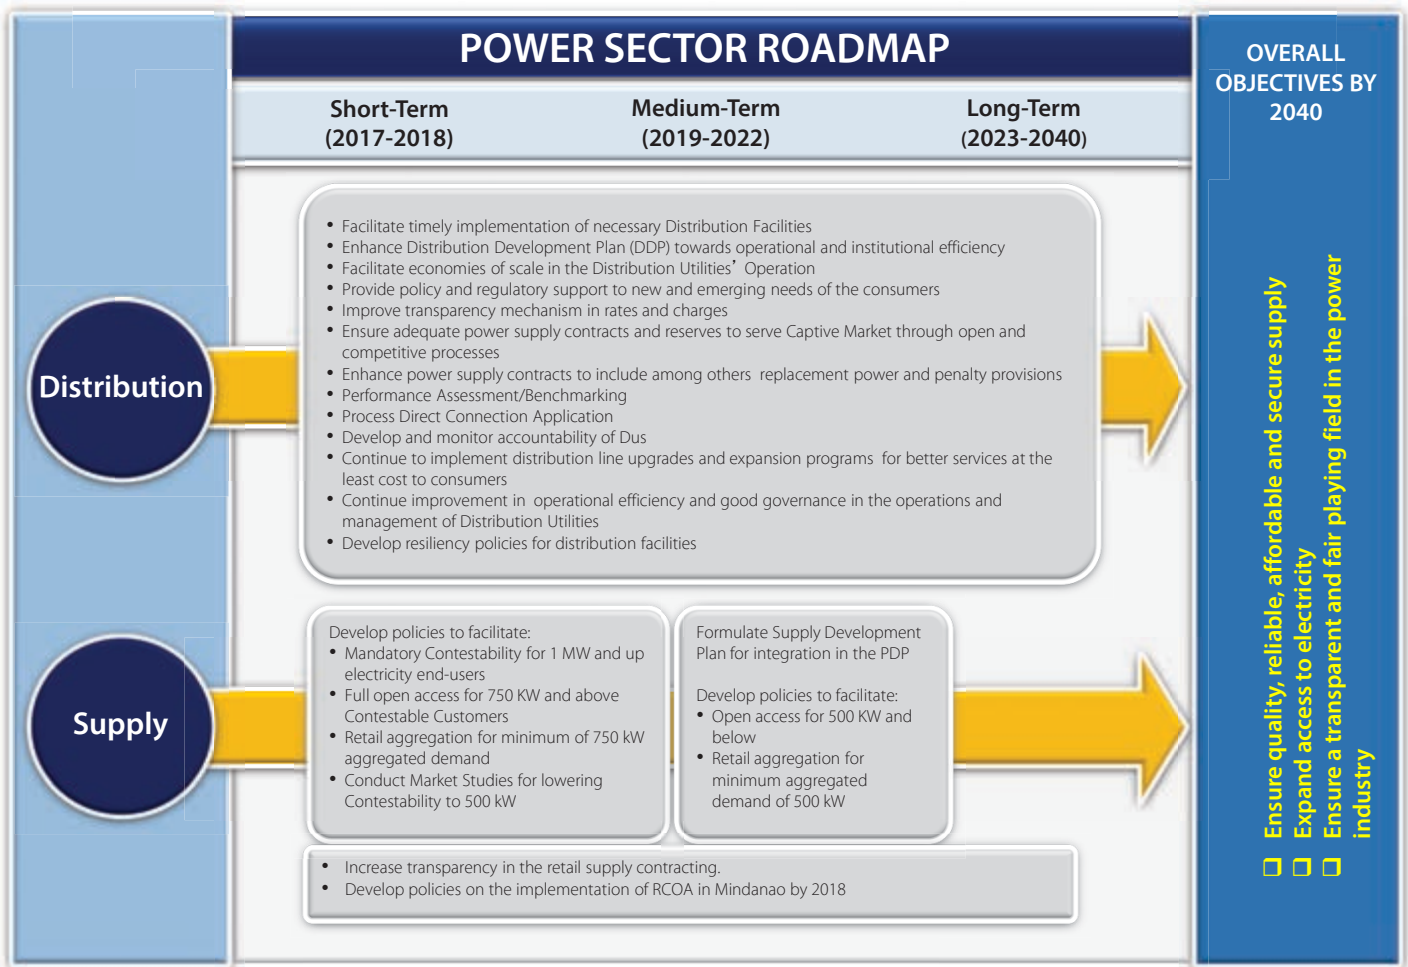 POWER SECTOR ROADMAP
Short-Term
(2017-2018)
Medium-Term
(2019-2022)
Long-Term
(2023-2040)
OVERALL
OBJECTIVES BY
2040
Distribution
• Facilitate timely implementation of necessary Distribution Facilities
• Enhance Distribution Development Plan (DDP) towards operational and institutional efficiency
• Facilitate economies of scale in the Distribution Utilities’ Operation
• Provide policy and regulatory support to new and emerging needs of the consumers
• Improve transparency mechanism in rates and charges
• Ensure adequate power supply contracts and reserves to serve Captive Market through open and
competitive processes
• Enhance power supply contracts to include among others replacement power and penalty provisions
• Performance Assessment/Benchmarking
• Process Direct Connection Application
• Develop and monitor accountability of Dus
• Continue to implement distribution line upgrades and expansion programs for better services at the
least cost to consumers
• Continue improvement in operational efficiency and good governance in the operations and
management of Distribution Utilities
• Develop resiliency policies for distribution facilities
Supply
Develop policies to facilitate:
• Mandatory Contestability for 1 MW and up
electricity end-users
• Full open access for 750 KW and above
Contestable Customers
• Retail aggregation for minimum of 750 kW
aggregated demand
• Conduct Market Studies for lowering
Contestability to 500 kW
Formulate Supply Development
Plan for integration in the PDP
Develop policies to facilitate:
• Open access for 500 KW and
below
• Retail aggregation for
minimum aggregated
demand of 500 kW
• Increase transparency in the retail supply contracting.
• Develop policies on the implementation of RCOA in Mindanao by 2018
❑ Ensure quality, reliable, affordable and secure supply
❑ Expand access to electricity
❑ Ensure a transparent and fair playing field in the power
industry